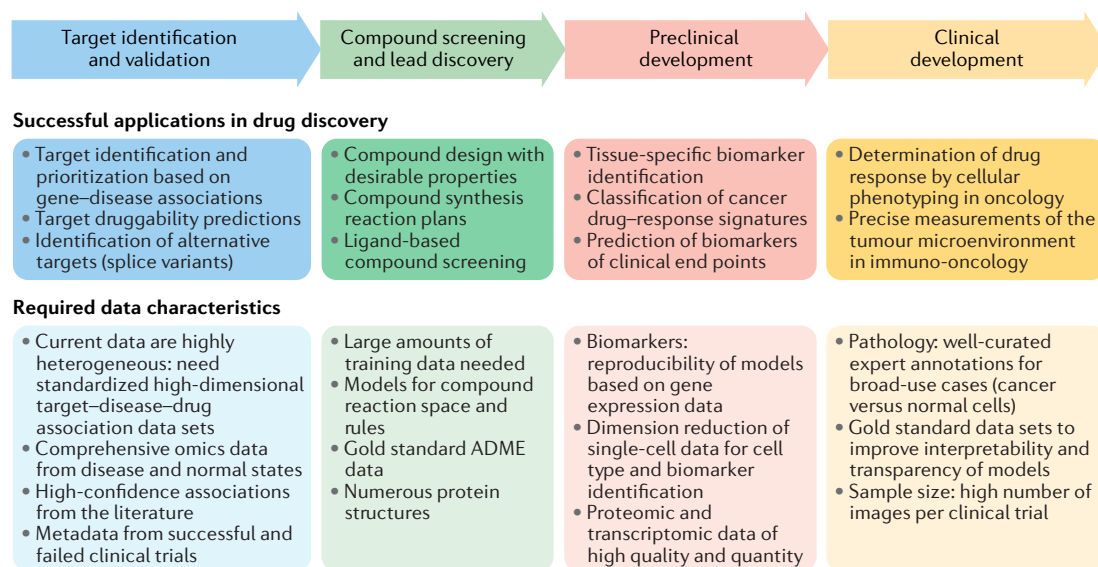 Target identification
and validation
Compound screening
and lead discovery
Preclinical
development
Clinical
development
Successful applications in drug discovery
• Target identification and
prioritization based on
gene–disease associations
• Target druggability predictions
• Identification of alternative
targets (splice variants)
• Compound design with
desirable properties
• Compound synthesis
reaction plans
• Ligand-based
compound screening
• Tissue-specific biomarker
identification
• Classification of cancer
drug–response signatures
• Prediction of biomarkers
of clinical end points
• Determination of drug
response by cellular
phenotyping in oncology
• Precise measurements of the
tumour microenvironment
in immuno-oncology
Required data characteristics
• Current data are highly
heterogeneous: need
standardized high-dimensional
target–disease–drug
association data sets
• Comprehensive omics data
from disease and normal states
• High-confidence associations
from the literature
• Metadata from successful and
failed clinical trials
• Large amounts of
training data needed
• Models for compound
reaction space and
rules
• Gold standard ADME
data
• Numerous protein
structures
• Biomarkers:
reproducibility of models
based on gene
expression data
• Dimension reduction of
single-cell data for cell
type and biomarker
identification
• Proteomic and
transcriptomic data of
high quality and quantity
• Pathology: well-curated
expert annotations for
broad-use cases (cancer
versus normal cells)
• Gold standard data sets to
improve interpretability and
transparency of models
• Sample size: high number of
images per clinical trial